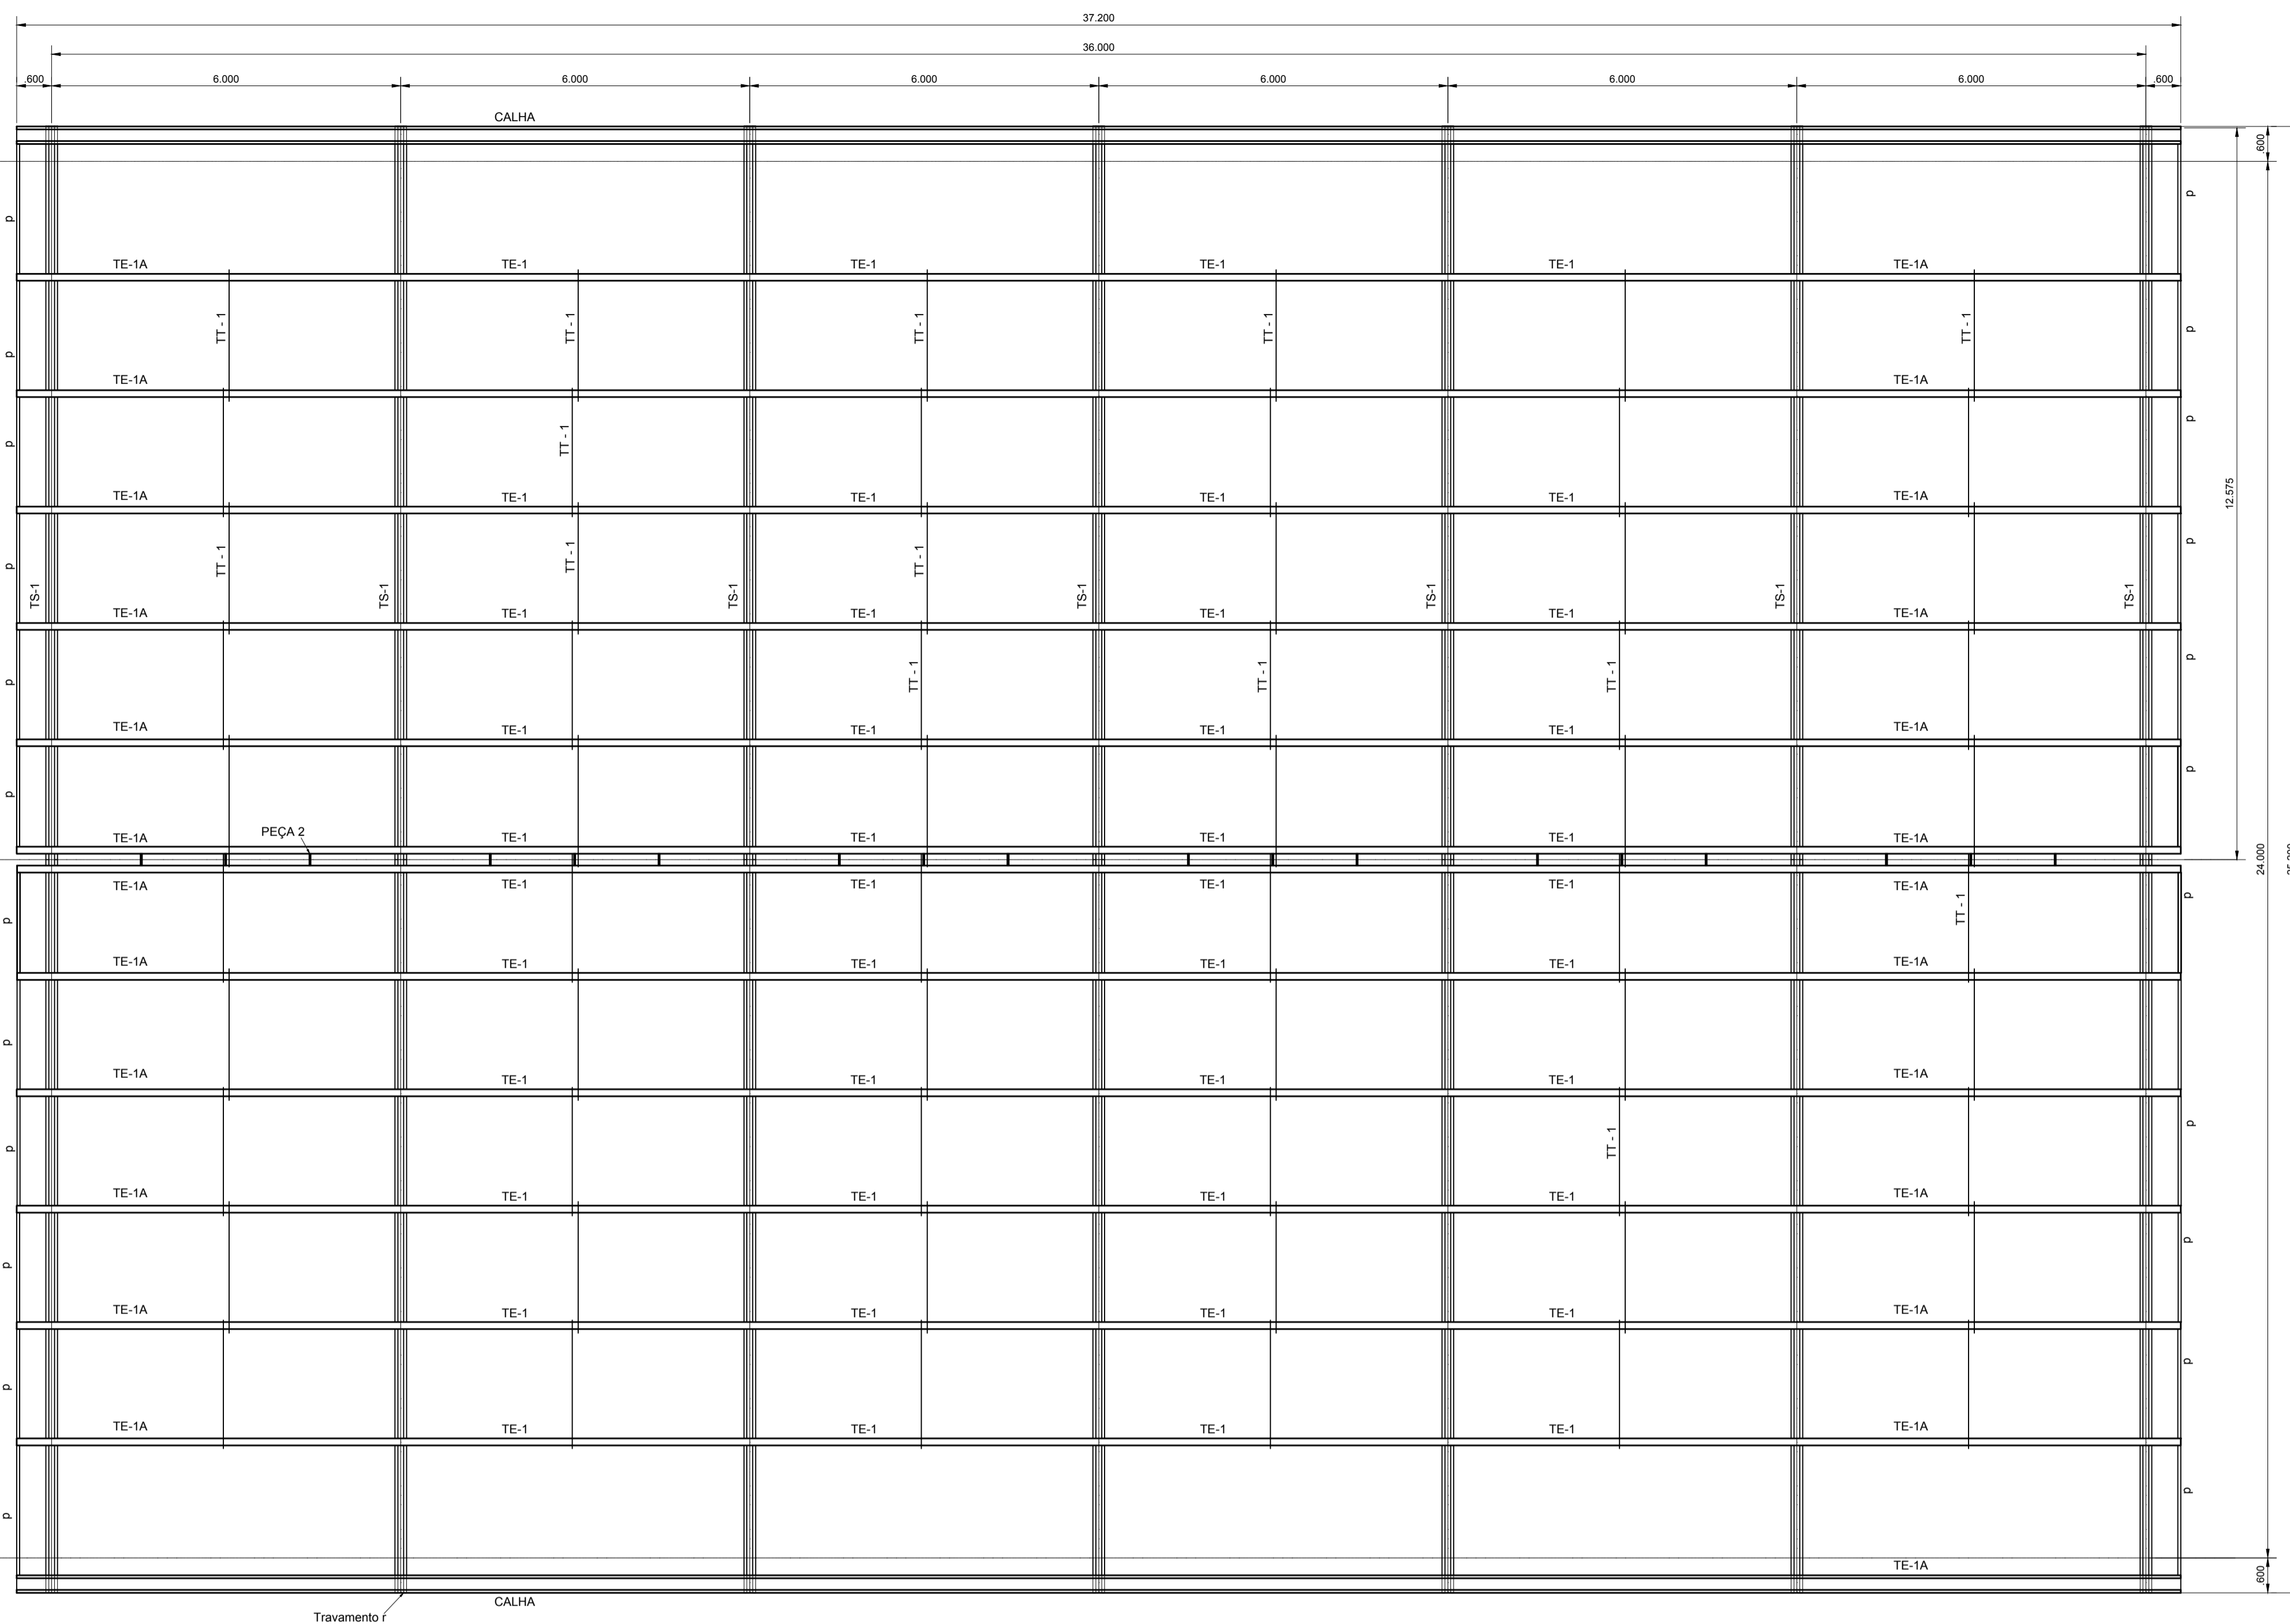 37.200
36.000
.600 6.000 6.000 6.000 6.000 6.000 6.000 .600
CALHA
.600
p p
TE-1A TE-1 TE-1 TE-1 TE-1 TE-1A
TT - 1 TT - 1 TT - 1 TT - 1 TT - 1
p p
TE-1A TE-1A
TT - 1
p p
12.575
TE-1A TE-1 TE-1 TE-1 TE-1 TE-1A
TT - 1 TT - 1 TT - 1
p p
TS-1 TS-1 TS-1 TS-1 TS-1 TS-1 TS-1
TE-1A TE-1 TE-1 TE-1 TE-1 TE-1A
TT - 1 TT - 1 TT - 1
p p
TE-1A TE-1 TE-1 TE-1 TE-1 TE-1A
p p
PEÇA 2
TE-1A TE-1 TE-1 TE-1 TE-1 TE-1A
24.000
TE-1A TE-1 TE-1 TE-1 TE-1 TE-1A
TT - 1
p p
TE-1A TE-1 TE-1 TE-1 TE-1 TE-1A
p
TE-1A TE-1 TE-1 TE-1 TE-1 TE-1A
TT - 1
p p
TE-1A TE-1 TE-1 TE-1 TE-1 TE-1A
p p
TE-1A TE-1 TE-1 TE-1 TE-1 TE-1A
p p
TE-1A TE-1 TE-1 TE-1 TE-1 TE-1A
p p
TE-1A
.600
CALHA
Travamento r